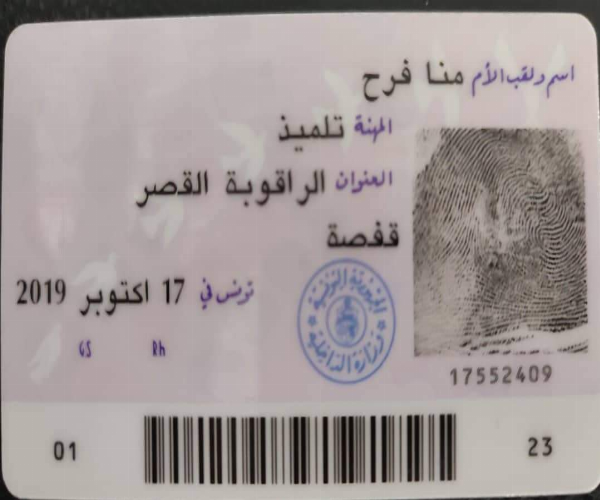 اسم ولقب الأم منا فرح
المهنة تلميذ
العنوان الراقوبة القصر
قفصة
تونس في 17 اكتوبر 2019
GS Rh
الجمهورية التونسية
وزارة الداخلية
17552409
01 23